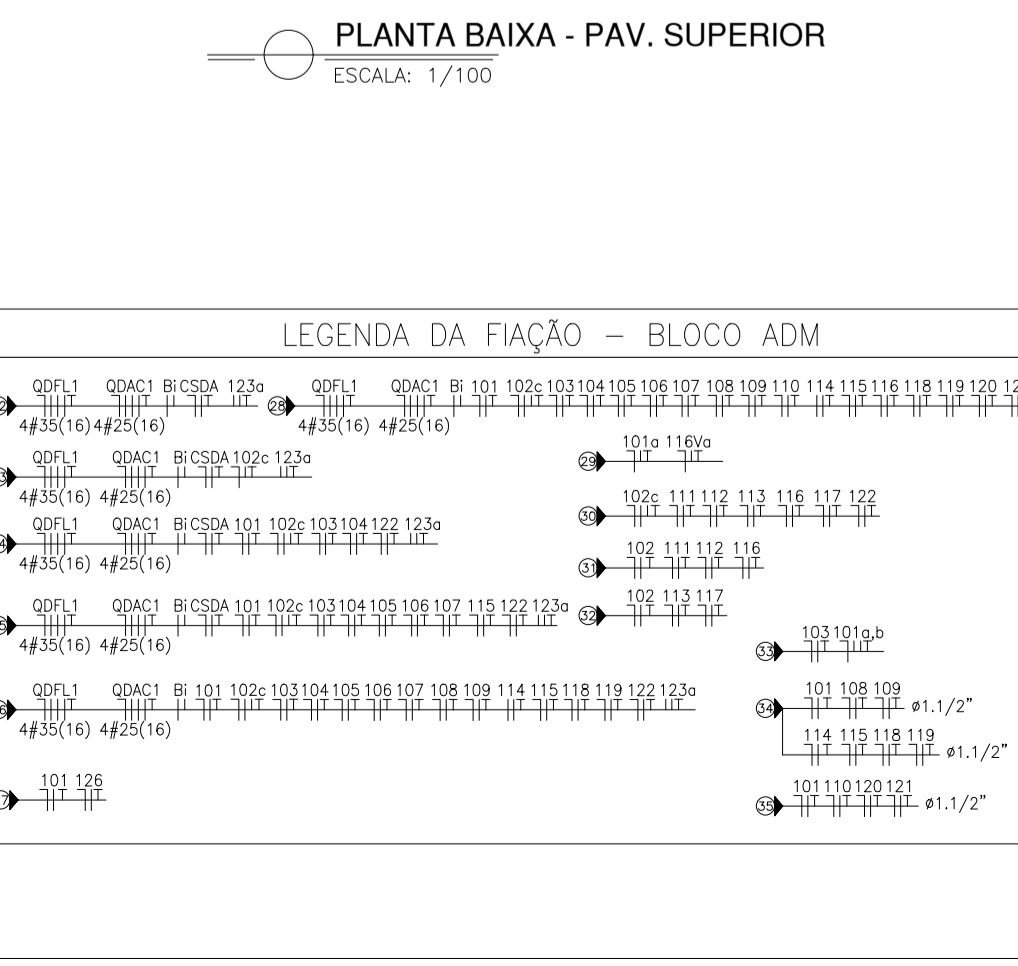 PLANTA BAIXA - PAV. SUPERIOR
ESCALA: 1/100
LEGENDA DA FIAÇÃO – BLOCO ADM
QDFL1 QDAC1 Bi CSDA 123a
4#35(16) 4#25(16)
28 QDFL1 QDAC1 Bi 101 102c 103 104 105 106 107 108 109 110 114 115 116 118 119 120
4#35(16) 4#25(16)
QDFL1 QDAC1 Bi CSDA 102c 123a
4#35(16) 4#25(16)
29 101a 116Va
QDFL1 QDAC1 Bi CSDA 101 102c 103 104 122 123a
4#35(16) 4#25(16)
30 102c 111 112 113 116 117 122
31 102 111 112 116
QDFL1 QDAC1 Bi CSDA 101 102c 103 104 105 106 107 115 122 123a
4#35(16) 4#25(16)
32 102 113 117
33 103 101a,b
QDFL1 QDAC1 Bi 101 102c 103 104 105 106 107 108 109 114 115 118 119 122 123a
4#35(16) 4#25(16)
34 101 108 109 ø1.1/2"
114 115 118 119 ø1.1/2"
101 126
35 101 110 120 121 ø1.1/2"